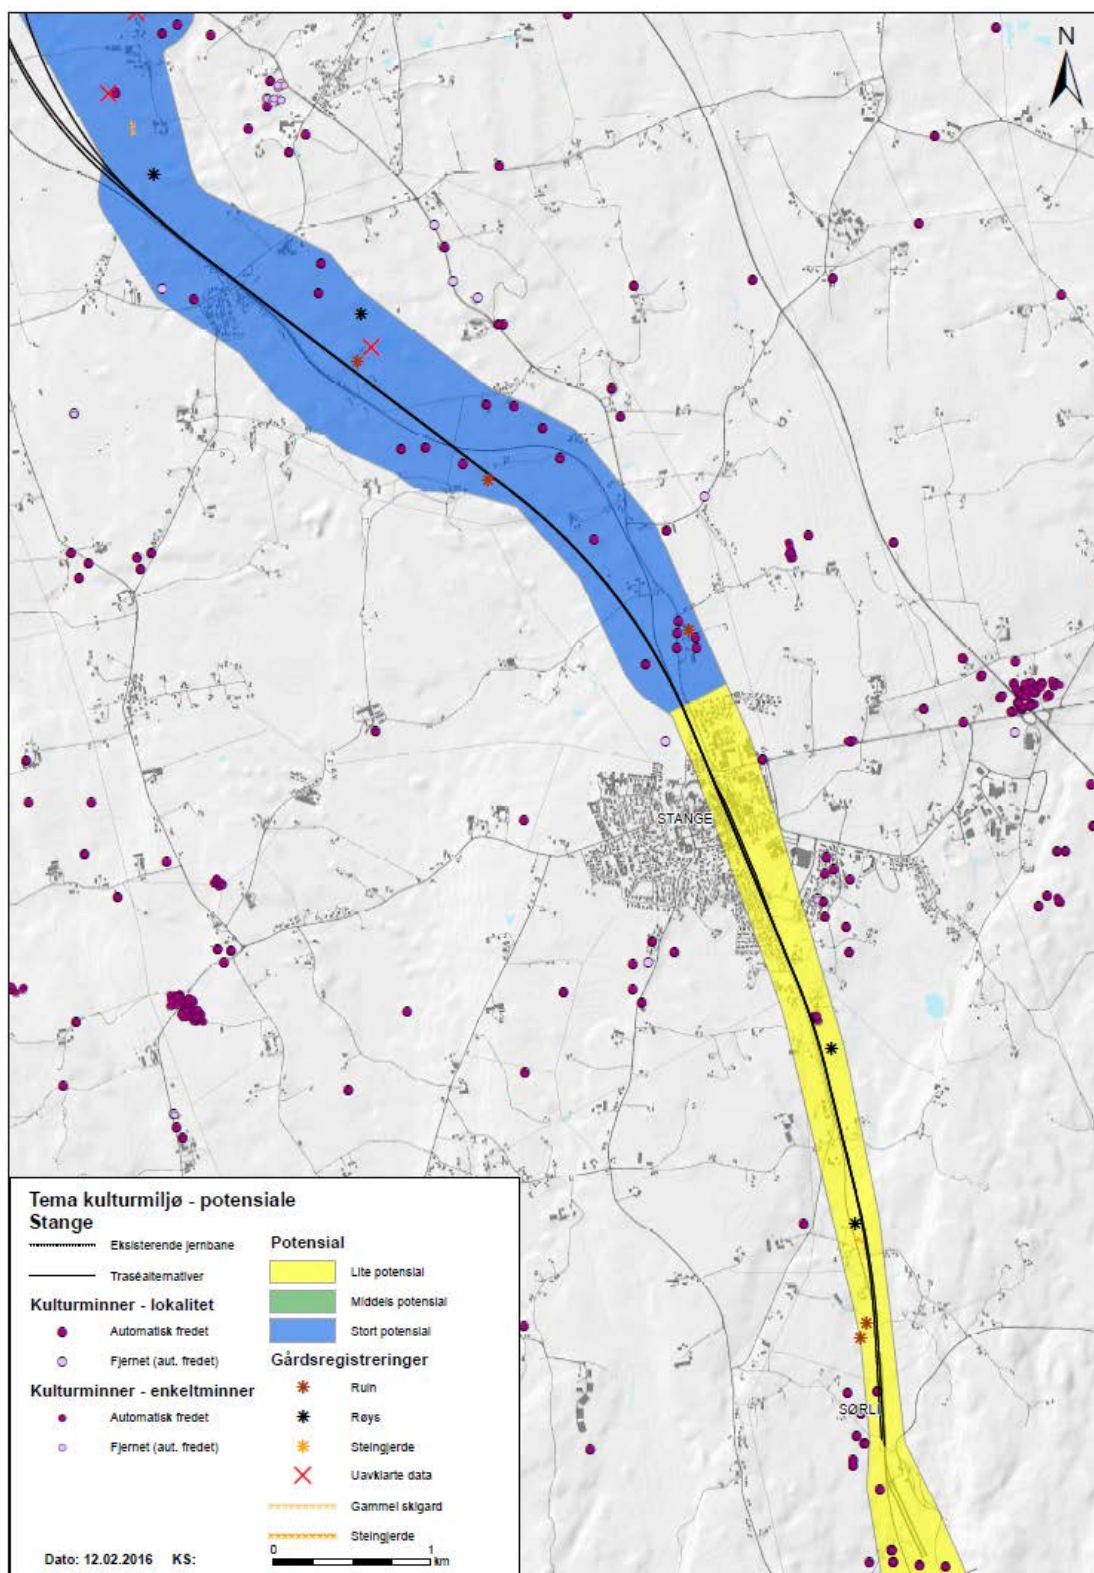 N
STANGE
SØRLI
Tema kulturmiljø - potensiale
Stange
Eksisterende jernbane
Traséalternativer
Kulturminner - lokalitet
Automatisk fredet
Fjernet (aut. fredet)
Kulturminner - enkeltminner
Automatisk fredet
Fjernet (aut. fredet)
Potensial
Lite potensial
Middels potensial
Stort potensial
Gårdsregistreringer
Ruin
Røys
Steingjerde
Uavklarte data
Gammel skigard
Steingjerde
0 1
km
Dato: 12.02.2016 KS: